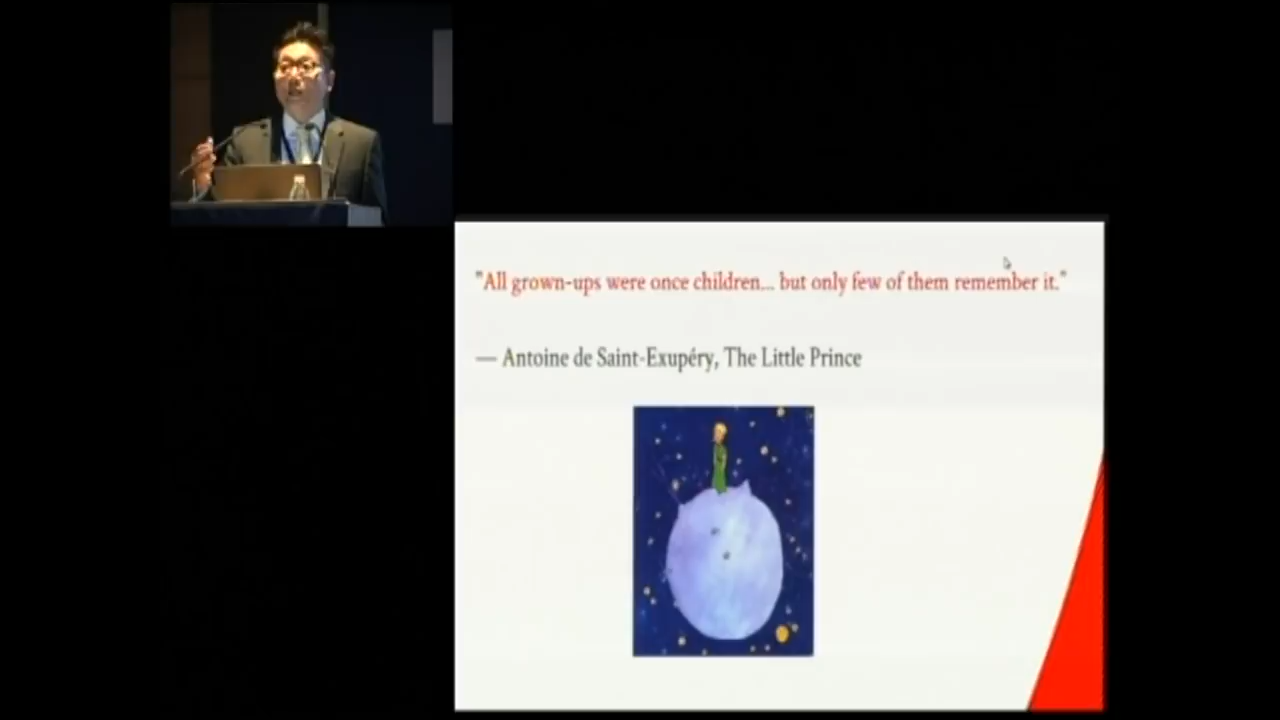 "All grown-ups were once children... but only few of them remember it."
— Antoine de Saint-Exupéry, The Little Prince